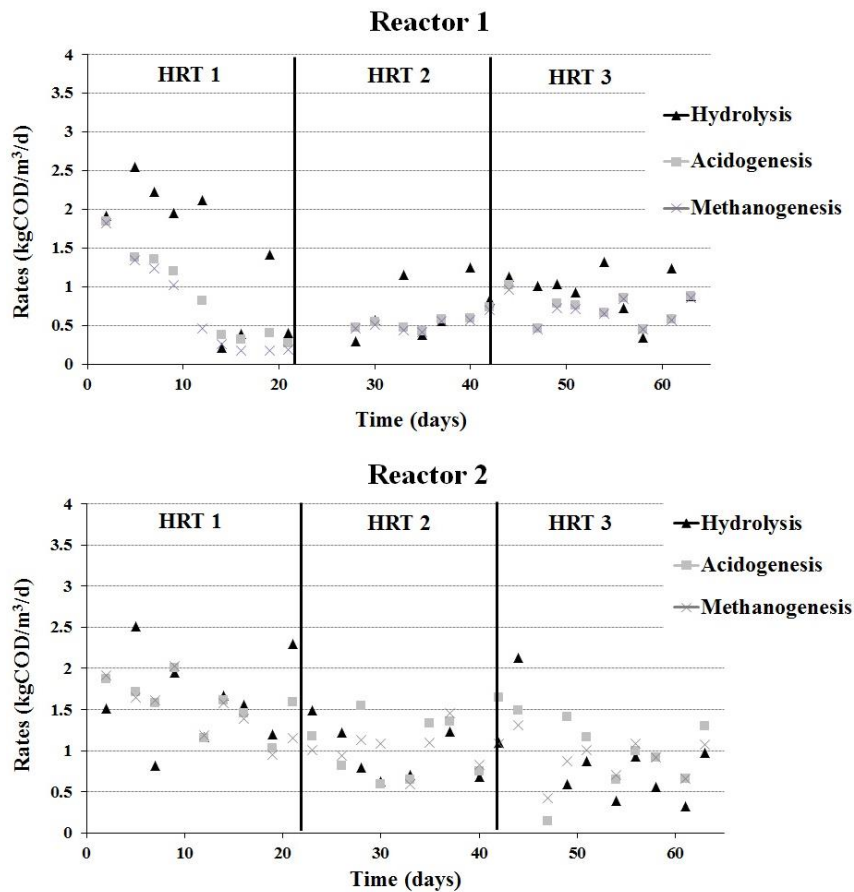 Reactor 1
4
3.5
3
2.5
2
1.5
1
0.5
0
HRT 1
HRT 2
HRT 3
Hydrolysis
Acidogenesis
Methanogenesis
Rates (kgCOD/m³/d)
0 10 20 30 40 50 60
Time (days)
Reactor 2
4
3.5
3
2.5
2
1.5
1
0.5
0
HRT 1
HRT 2
HRT 3
Hydrolysis
Acidogenesis
Methanogenesis
Rates (kgCOD/m³/d)
0 10 20 30 40 50 60
Time (days)